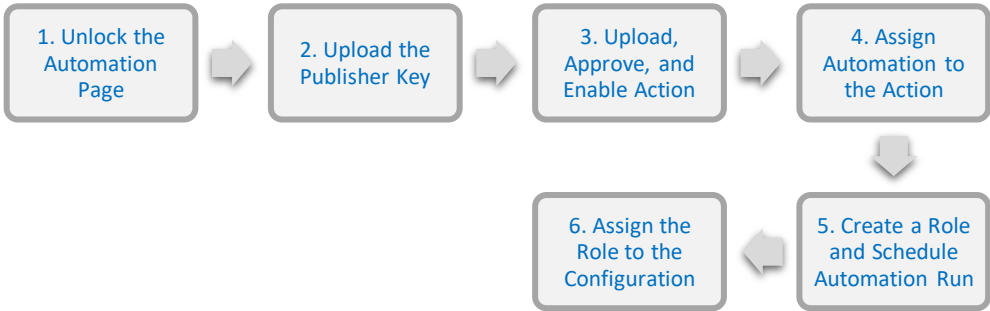 1. Unlock the
Automation
Page
2. Upload the
Publisher Key
3. Upload,
Approve, and
Enable Action
4. Assign
Automation to
the Action
5. Create a Role
and Schedule
Automation Run
6. Assign the
Role to the
Configuration